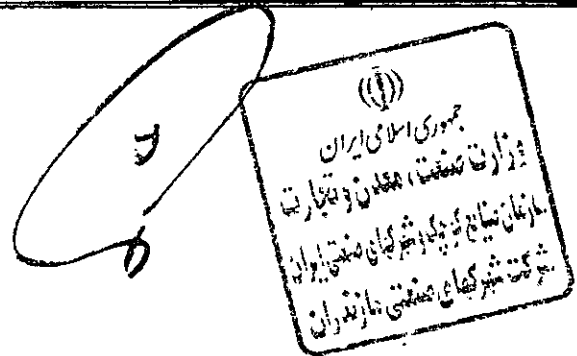 جمهوری اسلامی ایران
وزارت صنعت، معدن و تجارت
سازمان صنایع کوچک و شهرکهای صنعتی ایران
شرکت شهرکهای صنعتی مازندران